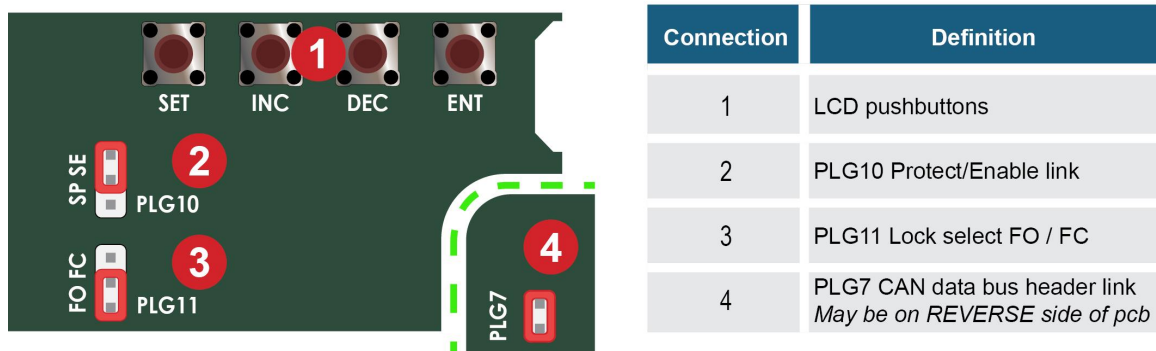 1
SET INC DEC ENT
SP SE
2
PLG10
FO FC
3
PLG11
4
PLG7
Connection Definition
1 LCD pushbuttons
2 PLG10 Protect/Enable link
3 PLG11 Lock select FO / FC
4 PLG7 CAN data bus header link
May be on REVERSE side of pcb